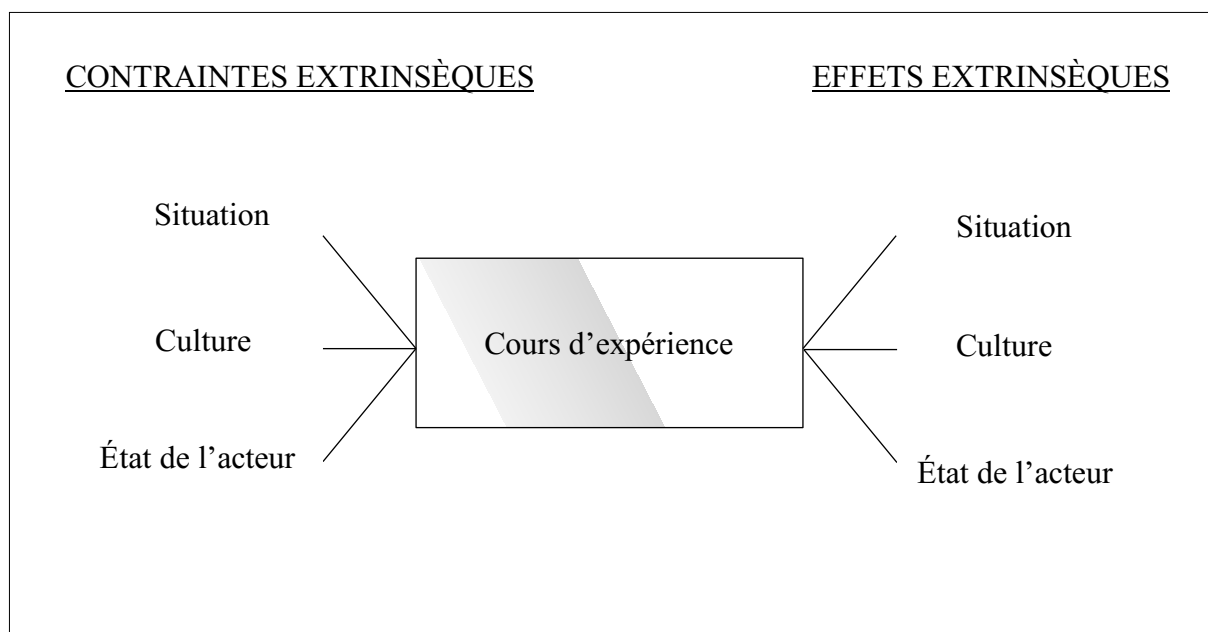 CONTRAINTES EXTRINSÈQUES
EFFETS EXTRINSÈQUES
Situation
Situation
Culture
Cours d’expérience
Culture
État de l’acteur
État de l’acteur